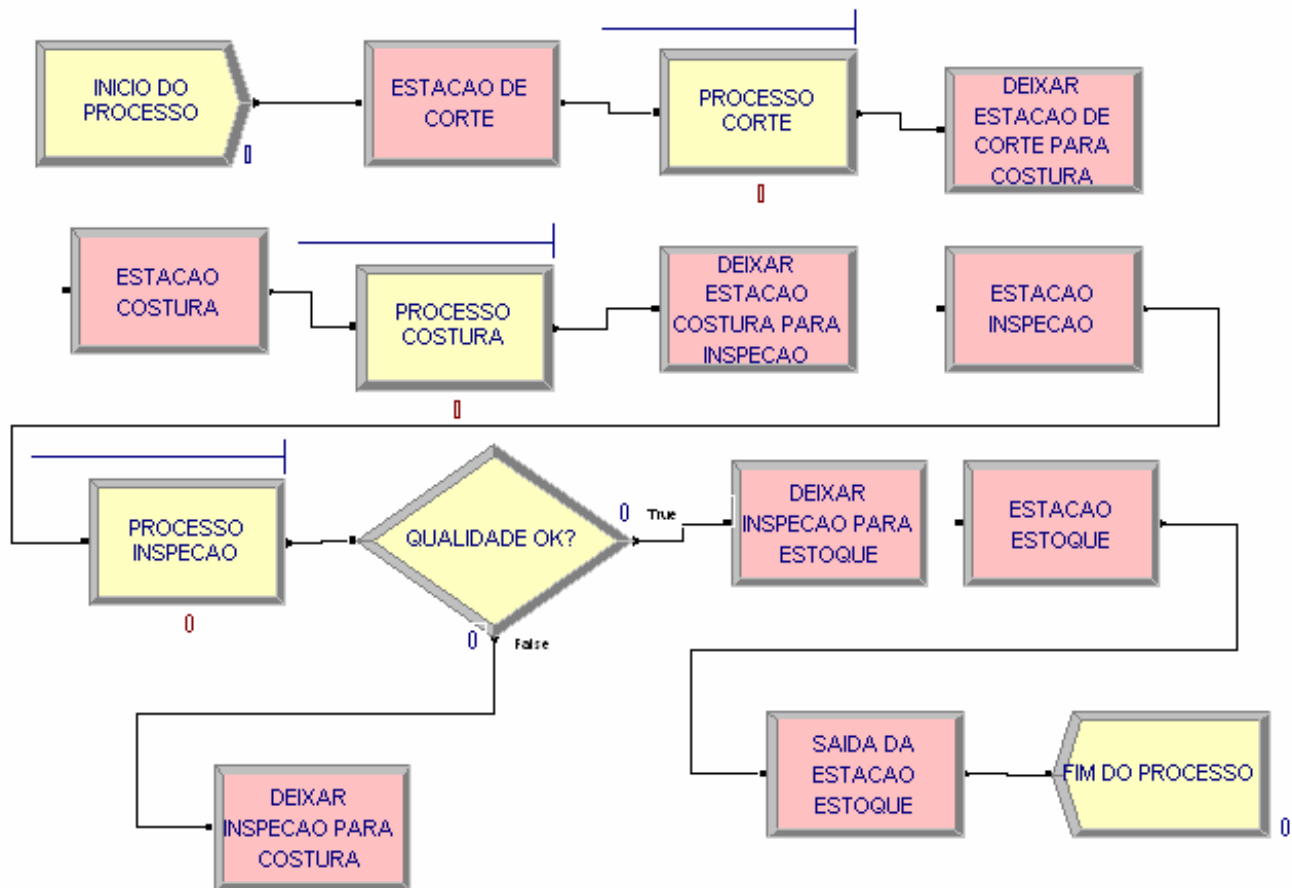 INICIO DO
PROCESSO
0
ESTACAO DE
CORTE
PROCESSO
CORTE
0
DEIXAR
ESTACAO DE
CORTE PARA
COSTURA
ESTACAO
COSTURA
PROCESSO
COSTURA
0
DEIXAR
ESTACAO
COSTURA PARA
INSPECAO
ESTACAO
INSPECAO
PROCESSO
INSPECAO
0
QUALIDADE OK?
0
True
0
False
DEIXAR
INSPECAO PARA
ESTOQUE
ESTACAO
ESTOQUE
DEIXAR
INSPECAO PARA
COSTURA
SAIDA DA
ESTACAO
ESTOQUE
FIM DO PROCESSO
0